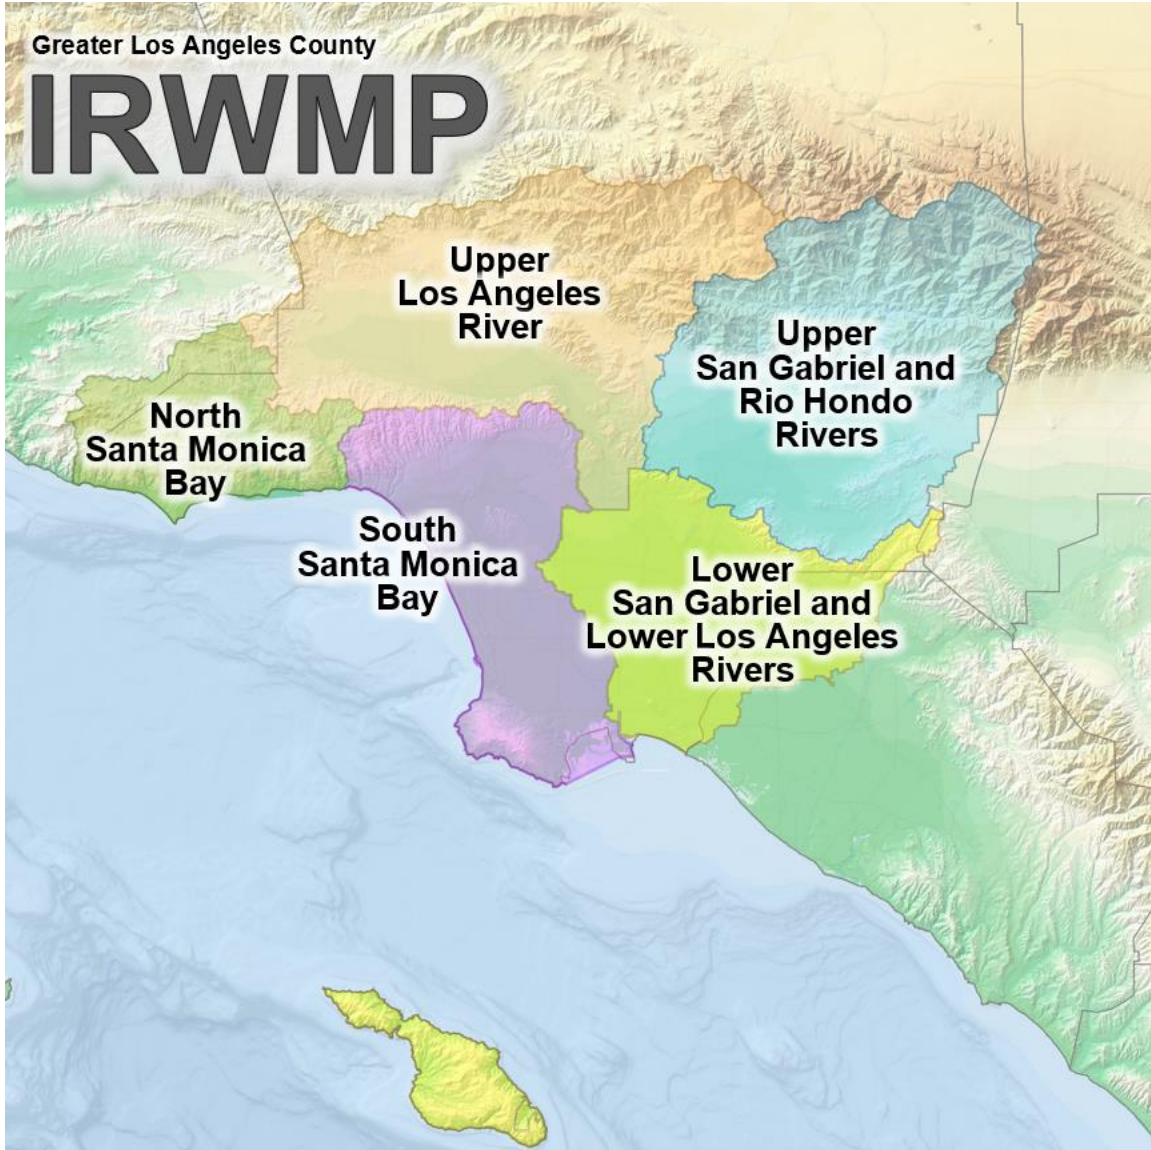 Greater Los Angeles County
IRWMP
Upper
Los Angeles
River
Upper
San Gabriel and
Rio Hondo
Rivers
North
Santa Monica
Bay
South
Santa Monica
Bay
Lower
San Gabriel and
Lower Los Angeles
Rivers